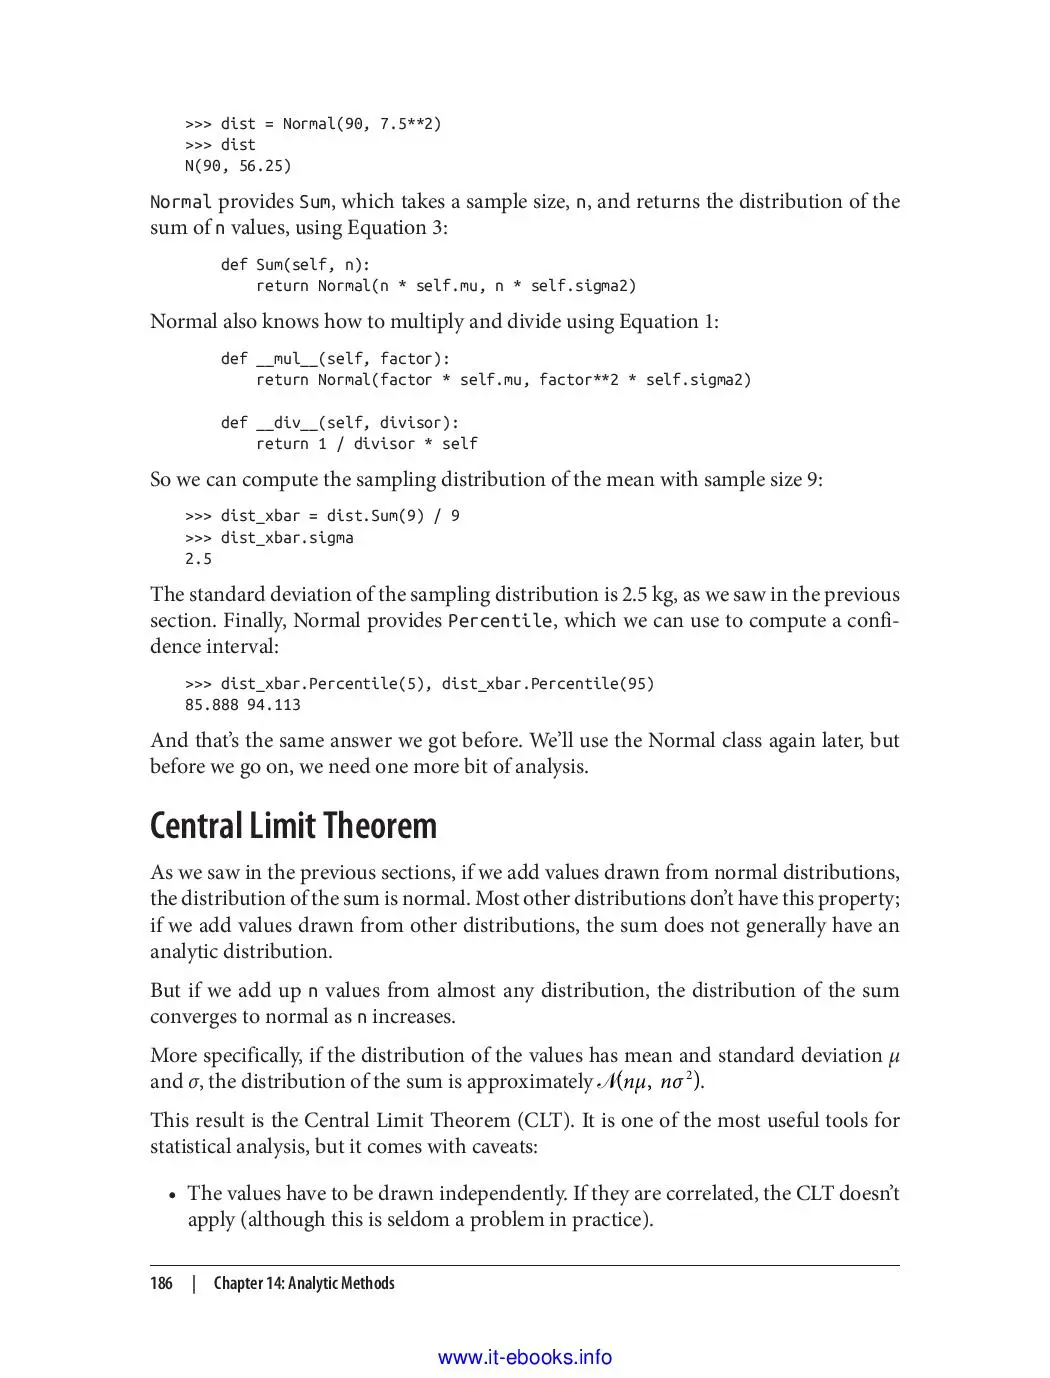 >>> dist = Normal(90, 7.5**2)
>>> dist
N(90, 56.25)
Normal provides Sum, which takes a sample size, n, and returns the distribution of the
sum of n values, using Equation 3:
def Sum(self, n):
return Normal(n * self.mu, n * self.sigma2)
Normal also knows how to multiply and divide using Equation 1:
def __mul__(self, factor):
return Normal(factor * self.mu, factor**2 * self.sigma2)
def __div__(self, divisor):
return 1 / divisor * self
So we can compute the sampling distribution of the mean with sample size 9:
>>> dist_xbar = dist.Sum(9) / 9
>>> dist_xbar.sigma
2.5
The standard deviation of the sampling distribution is 2.5 kg, as we saw in the previous
section. Finally, Normal provides Percentile, which we can use to compute a confi-
dence interval:
>>> dist_xbar.Percentile(5), dist_xbar.Percentile(95)
85.888 94.113
And that’s the same answer we got before. We’ll use the Normal class again later, but
before we go on, we need one more bit of analysis.
Central Limit Theorem
As we saw in the previous sections, if we add values drawn from normal distributions,
the distribution of the sum is normal. Most other distributions don’t have this property;
if we add values drawn from other distributions, the sum does not generally have an
analytic distribution.
But if we add up n values from almost any distribution, the distribution of the sum
converges to normal as n increases.
More specifically, if the distribution of the values has mean and standard deviation μ
and σ, the distribution of the sum is approximately 𝒩(nμ, nσ²).
This result is the Central Limit Theorem (CLT). It is one of the most useful tools for
statistical analysis, but it comes with caveats:
• The values have to be drawn independently. If they are correlated, the CLT doesn’t
apply (although this is seldom a problem in practice).
186 | Chapter 14: Analytic Methods
www.it-ebooks.info